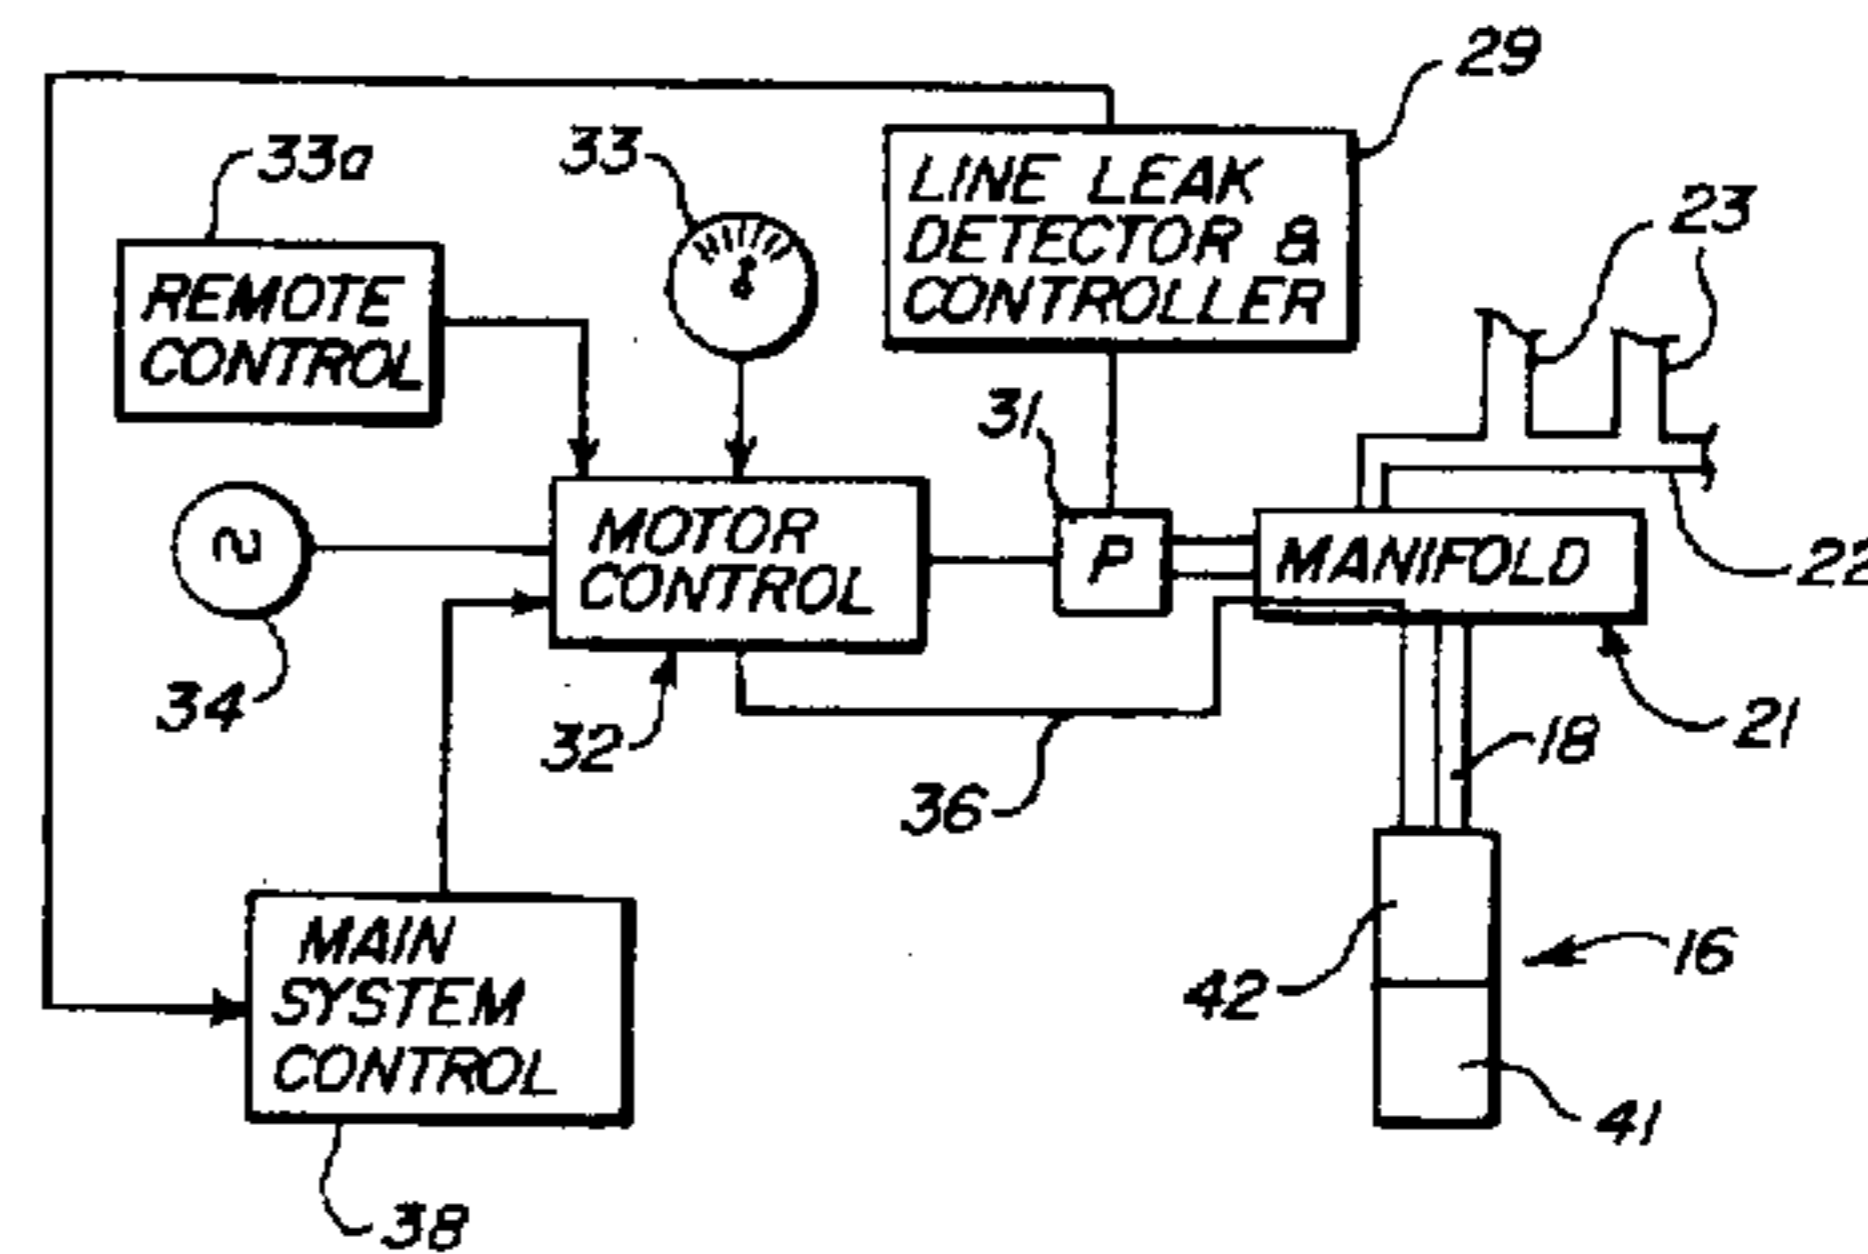 29
33a
33
LINE LEAK
DETECTOR &
CONTROLLER
23
REMOTE
CONTROL
31
MOTOR
CONTROL
P
MANIFOLD
22
34
32
36
18
21
MAIN
SYSTEM
CONTROL
42
16
41
38